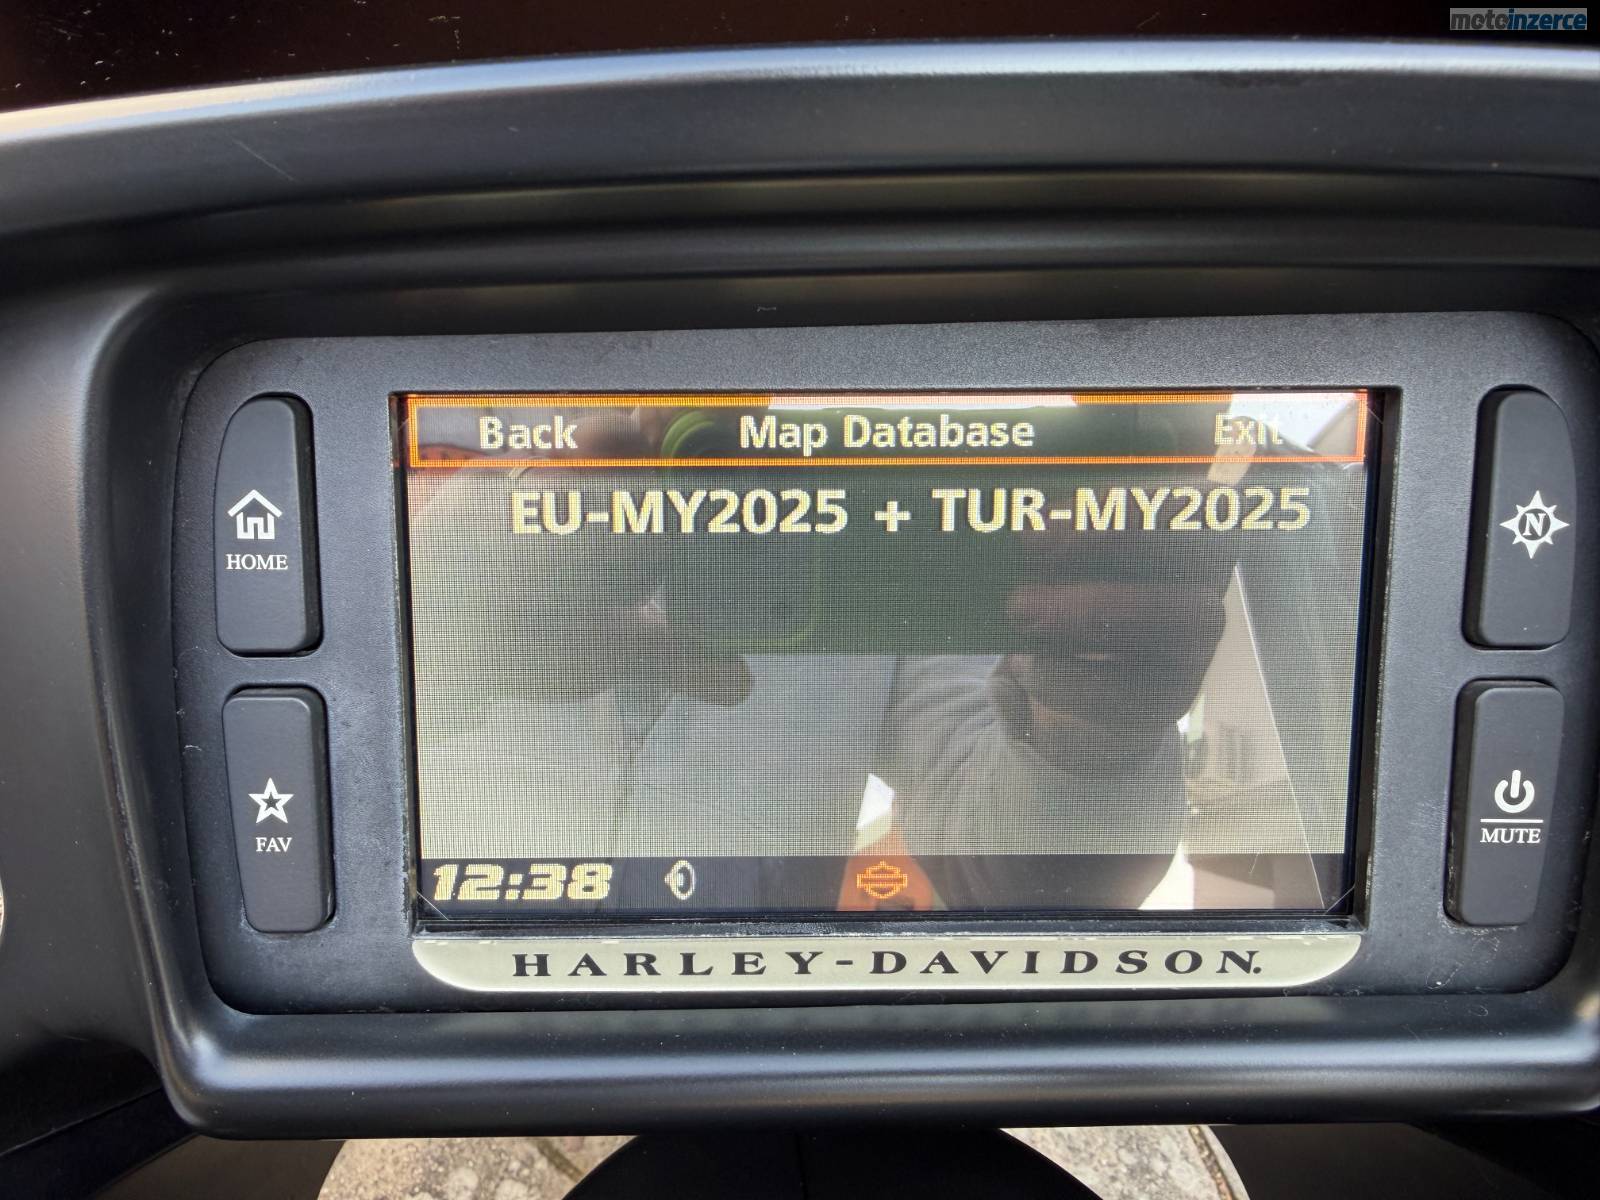 motoinzerce
Back Map Database Exit
EU-MY2025 + TUR-MY2025
HOME
N
FAV
MUTE
12:38
HARLEY-DAVIDSON.